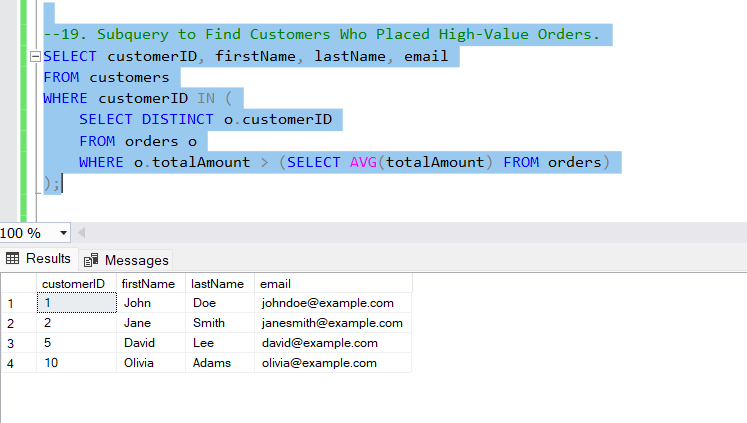 --19. Subquery to Find Customers Who Placed High-Value Orders.
SELECT customerID, firstName, lastName, email
FROM customers
WHERE customerID IN (
    SELECT DISTINCT o.customerID
    FROM orders o
    WHERE o.totalAmount > (SELECT AVG(totalAmount) FROM orders)
);
100 %
Results Messages
customerID firstName lastName email
1 1 John Doe johndoe@example.com
2 2 Jane Smith janesmith@example.com
3 5 David Lee david@example.com
4 10 Olivia Adams olivia@example.com